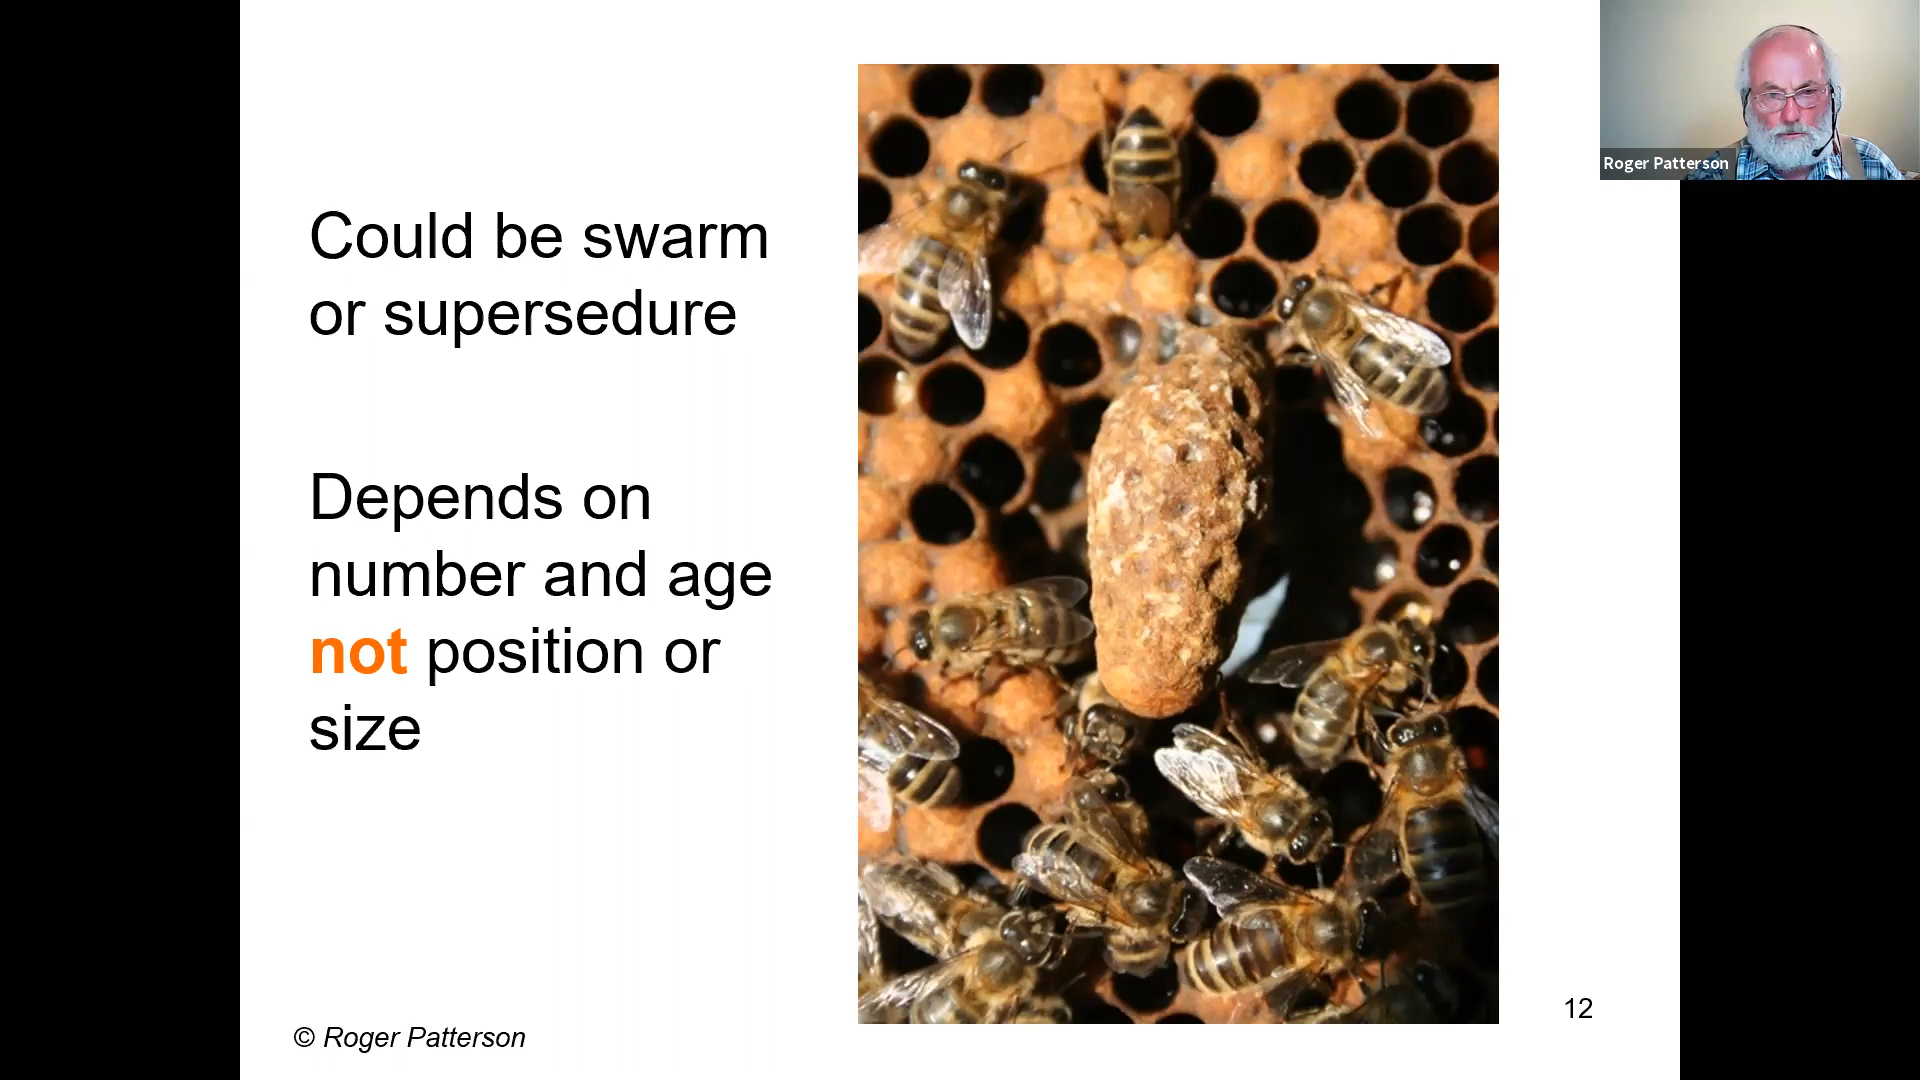 Could be swarm
or supersedure
Depends on
number and age
not position or
size
© Roger Patterson
12
Roger Patterson